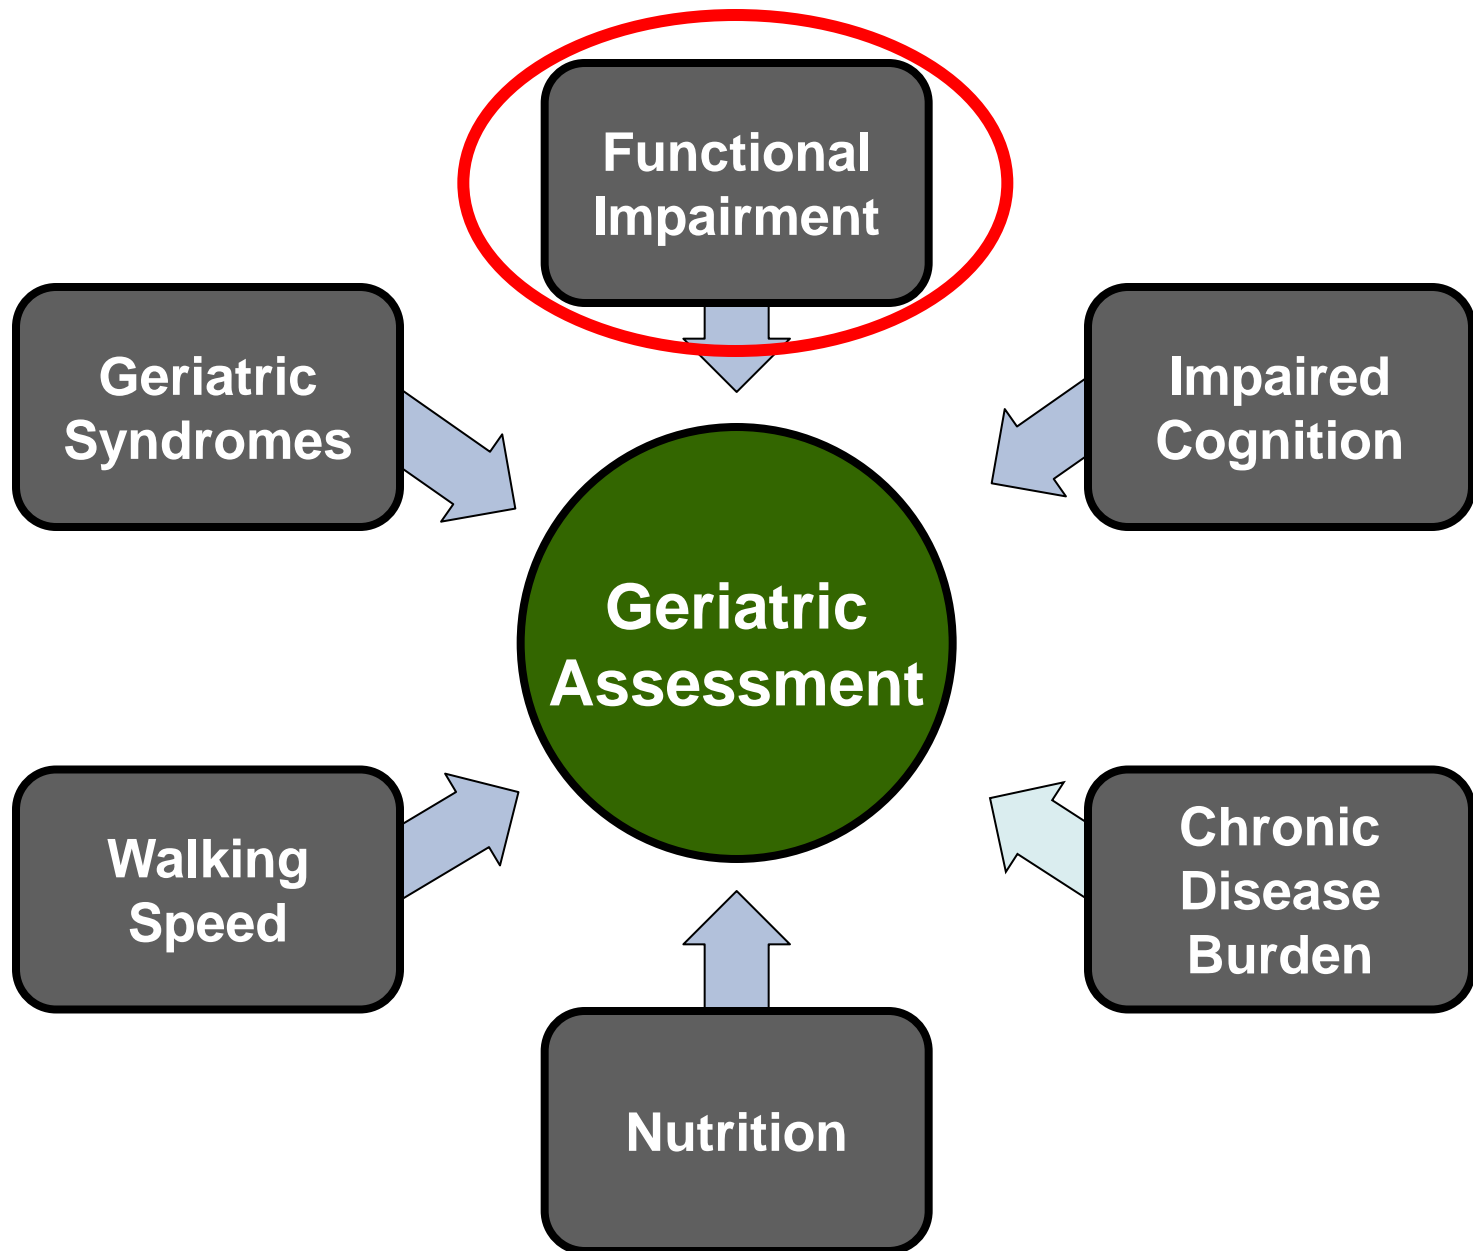 Functional
Impairment
Geriatric
Syndromes
Impaired
Cognition
Geriatric
Assessment
Walking
Speed
Chronic
Disease
Burden
Nutrition